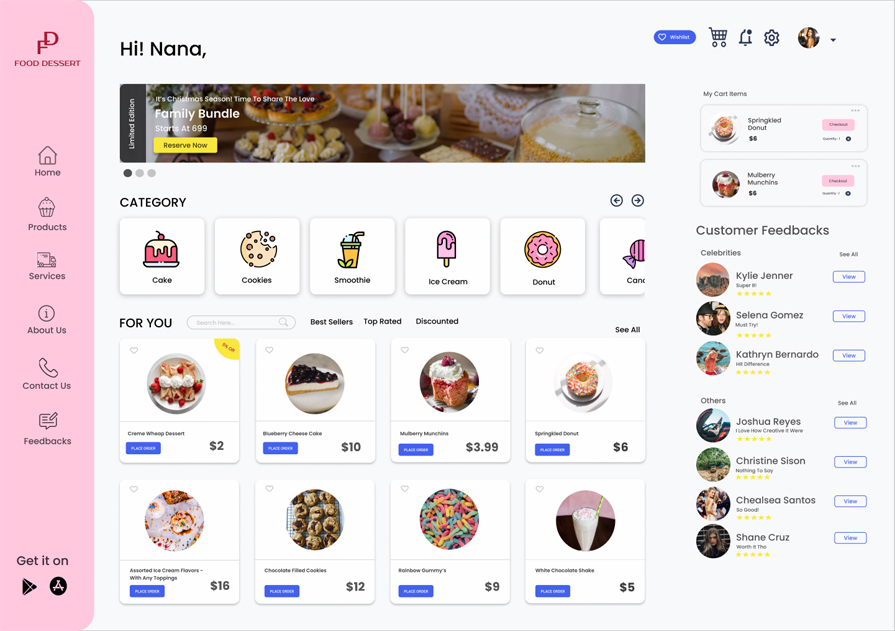 FD
FOOD DESSERT
Home
Products
Services
About Us
Contact Us
Feedbacks
Get it on
Hi! Nana,
Wishlist
Limited Edition
It's Christmas Season! Time To Share The Love
Family Bundle
Starts At 699
Reserve Now
CATEGORY
Cake
Cookies
Smoothie
Ice Cream
Donut
Canc
FOR YOU
Search Here...
Best Sellers
Top Rated
Discounted
See All
Creme Wheap Dessert
PLACE ORDER
$2
Blueberry Cheese Cake
PLACE ORDER
$10
Mulberry Munchins
PLACE ORDER
$3.99
Springkled Donut
PLACE ORDER
$6
Assorted Ice Cream Flavors -
With Any Toppings
PLACE ORDER
$16
Chocolate Filled Cookies
PLACE ORDER
$12
Rainbow Gummy's
PLACE ORDER
$9
White Chocolate Shake
PLACE ORDER
$5
My Cart Items
Springkled
Donut
$6
Checkout
Quantity: 1
Mulberry
Munchins
$6
Checkout
Quantity: 1
Customer Feedbacks
Celebrities
See All
Kylie Jenner
Super B!
View
Selena Gomez
Must Try!
View
Kathryn Bernardo
Hit Difference
View
Others
See All
Joshua Reyes
I Love How Creative It Were
View
Christine Sison
Nothing To Say
View
Chealsea Santos
So Good!
View
Shane Cruz
Worth It Tho
View